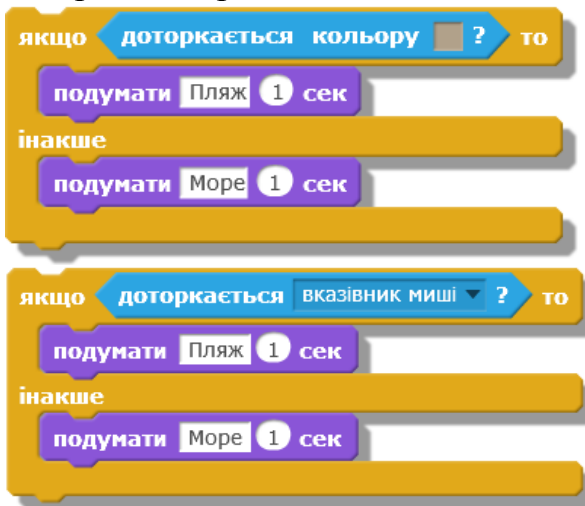 якщо доторкається кольору ? то
подумати Пляж 1 сек
інакше
подумати Море 1 сек
якщо доторкається вказівник миші ? то
подумати Пляж 1 сек
інакше
подумати Море 1 сек